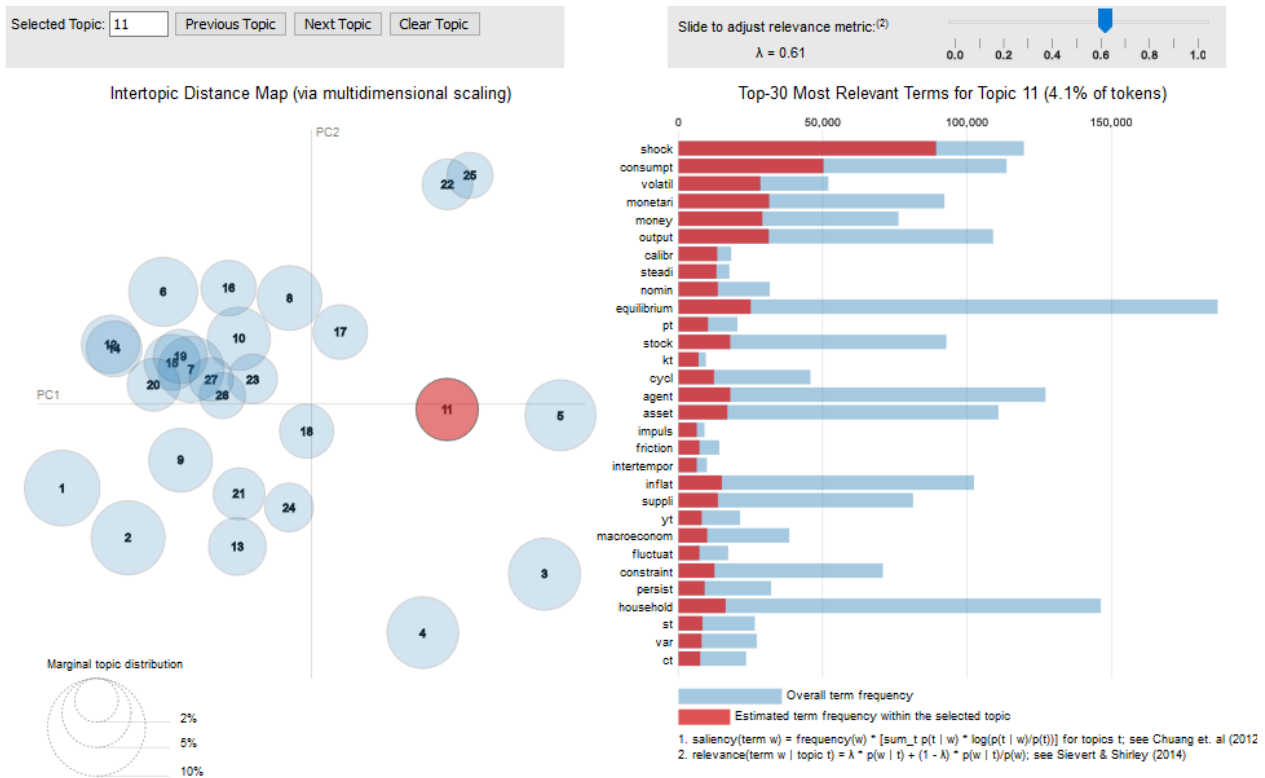 Selected Topic: 11 Previous Topic Next Topic Clear Topic
Slide to adjust relevance metric:(2)
λ = 0.61
0.0 0.2 0.4 0.6 0.8 1.0
Intertopic Distance Map (via multidimensional scaling)
PC2
PC1
22
25
6
16
8
10
17
14
19
15
7
20
27
23
26
11
5
18
9
1
21
24
2
13
3
4
Marginal topic distribution
2%
5%
10%
Top-30 Most Relevant Terms for Topic 11 (4.1% of tokens)
0 50,000 100,000 150,000
shock
consumpt
volatil
monetari
money
output
calibr
steadi
nomin
equilibrium
pt
stock
kt
cycl
agent
asset
impuls
friction
intertempor
inflat
suppli
yt
macroeconom
fluctuat
constraint
persist
household
st
var
ct
Overall term frequency
Estimated term frequency within the selected topic
1. saliency(term w) = frequency(w) * [sum_t p(t | w) * log(p(t | w)/p(t))] for topics t; see Chuang et. al (2012
2. relevance(term w | topic t) = λ * p(w | t) + (1 - λ) * p(w | t)/p(w); see Sievert & Shirley (2014)